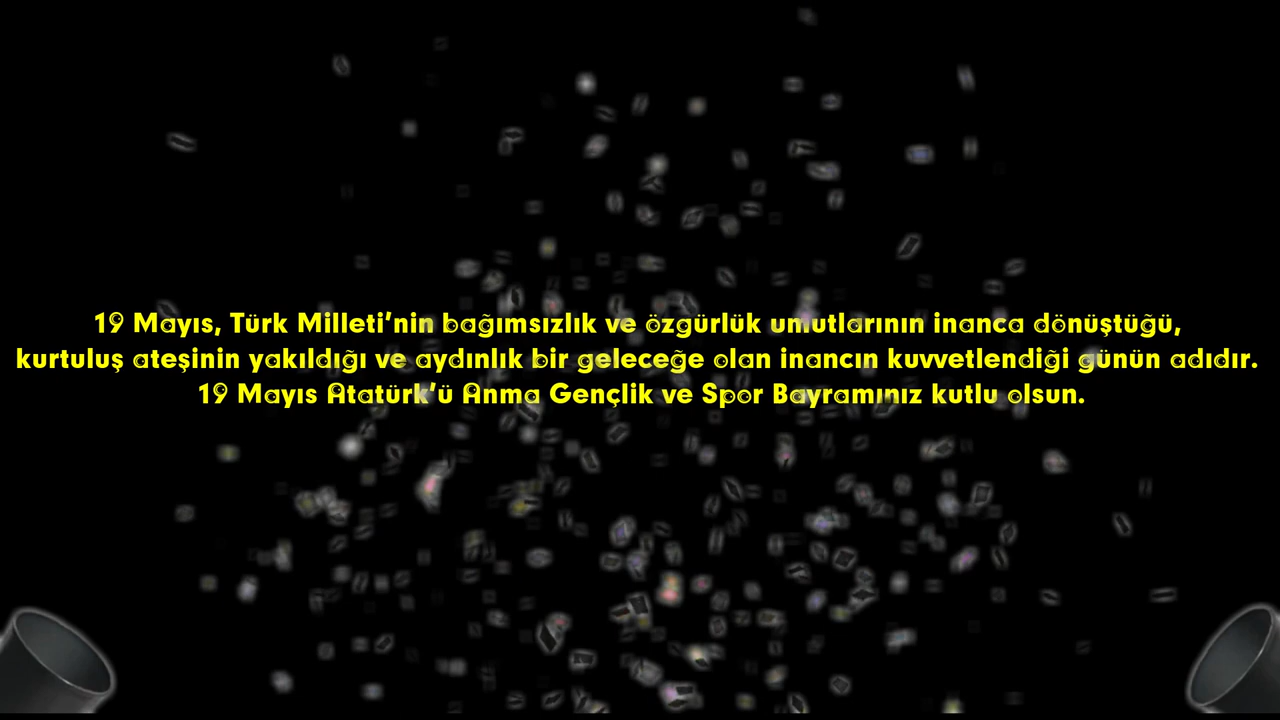 19 Mayıs, Türk Milleti'nin bağımsızlık ve özgürlük umutlarının inanca dönüştüğü,
kurtuluş ateşinin yakıldığı ve aydınlık bir geleceğe olan inancın kuvvetlendiği günün adıdır.
19 Mayıs Atatürk'ü Anma Gençlik ve Spor Bayramınız kutlu olsun.